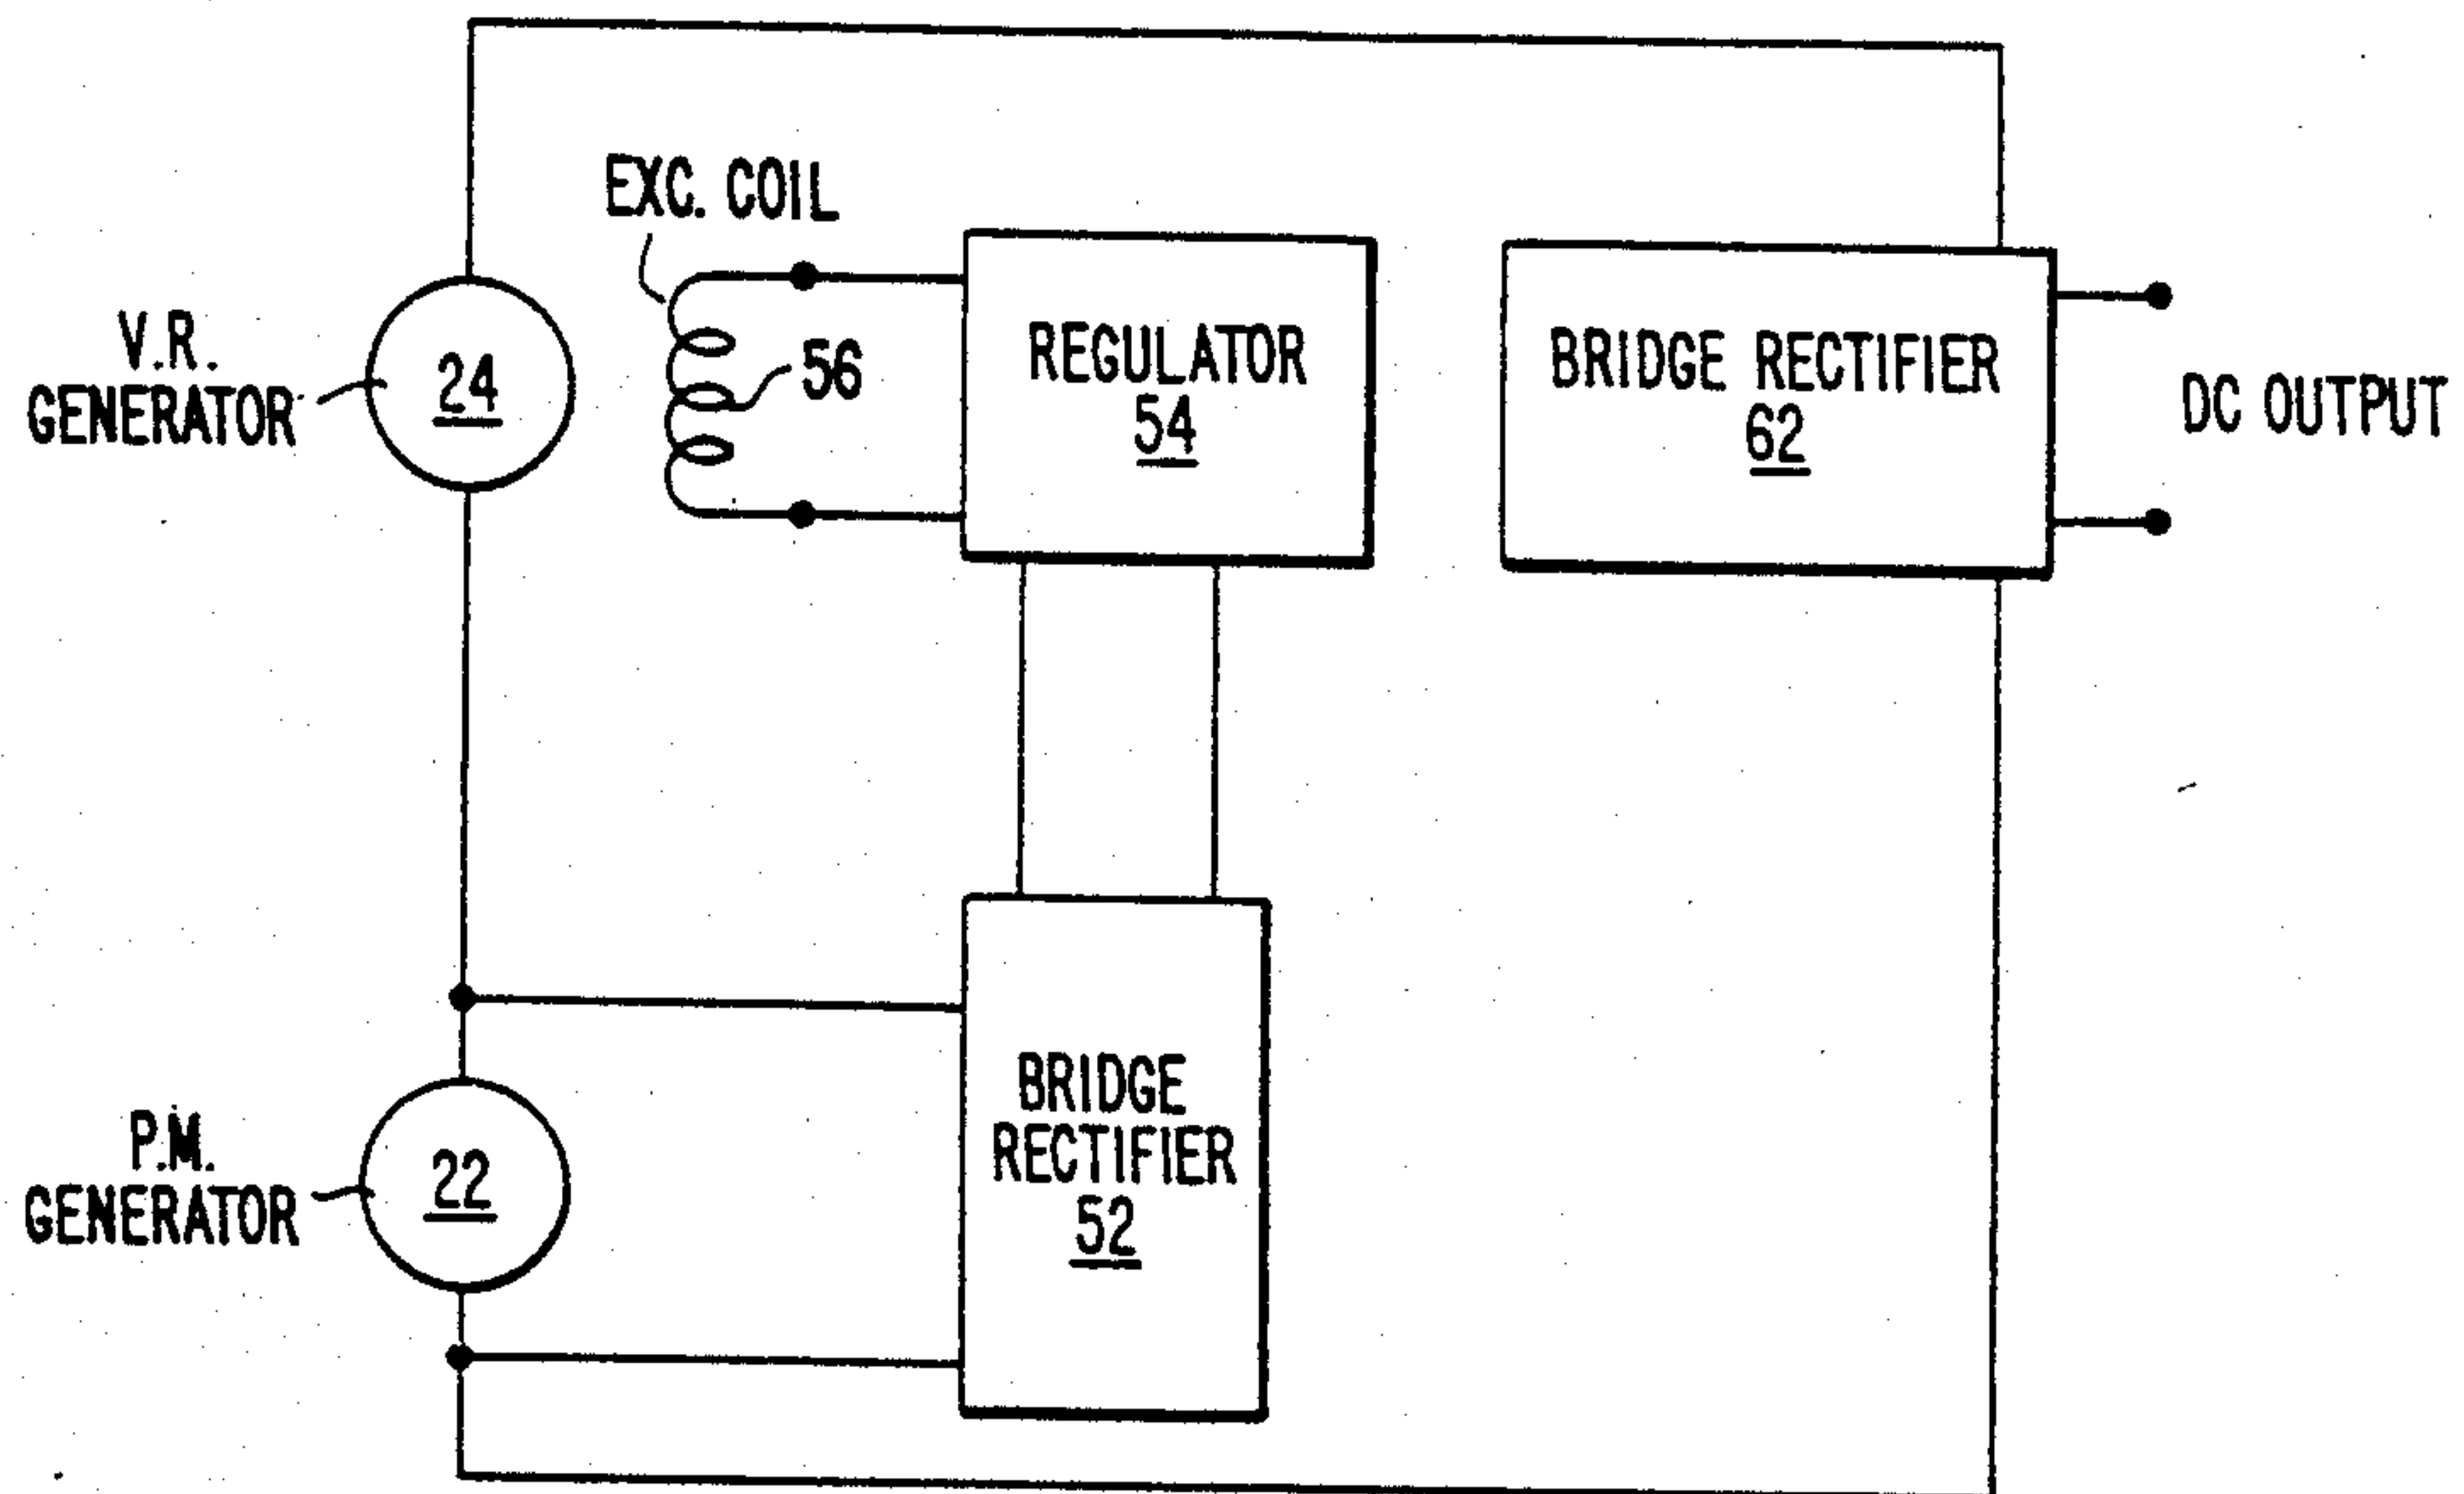 EXC. COIL
V.R.
GENERATOR
24
56
REGULATOR
54
BRIDGE RECTIFIER
62
DC OUTPUT
P.M.
GENERATOR
22
BRIDGE
RECTIFIER
52